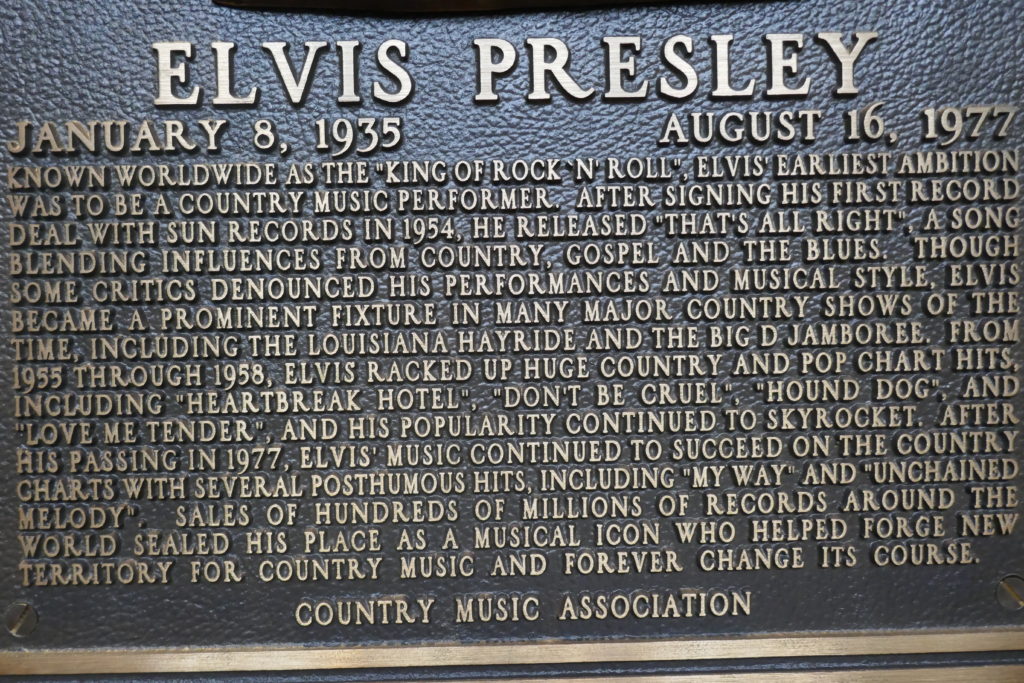 ELVIS PRESLEY
JANUARY 8, 1935 AUGUST 16, 1977
KNOWN WORLDWIDE AS THE "KING OF ROCK `N' ROLL", ELVIS' EARLIEST AMBITION
WAS TO BE A COUNTRY MUSIC PERFORMER. AFTER SIGNING HIS FIRST RECORD
DEAL WITH SUN RECORDS IN 1954, HE RELEASED "THAT'S ALL RIGHT", A SONG
BLENDING INFLUENCES FROM COUNTRY, GOSPEL AND THE BLUES. THOUGH
SOME CRITICS DENOUNCED HIS PERFORMANCES AND MUSICAL STYLE, ELVIS
BECAME A PROMINENT FIXTURE IN MANY MAJOR COUNTRY SHOWS OF THE
TIME, INCLUDING THE LOUISIANA HAYRIDE AND THE BIG D JAMBOREE. FROM
1955 THROUGH 1958, ELVIS RACKED UP HUGE COUNTRY AND POP CHART HITS,
INCLUDING "HEARTBREAK HOTEL", "DON'T BE CRUEL", "HOUND DOG", AND
"LOVE ME TENDER", AND HIS POPULARITY CONTINUED TO SKYROCKET. AFTER
HIS PASSING IN 1977, ELVIS' MUSIC CONTINUED TO SUCCEED ON THE COUNTRY
CHARTS WITH SEVERAL POSTHUMOUS HITS, INCLUDING "MY WAY" AND "UNCHAINED
MELODY". SALES OF HUNDREDS OF MILLIONS OF RECORDS AROUND THE
WORLD SEALED HIS PLACE AS A MUSICAL ICON WHO HELPED FORGE NEW
TERRITORY FOR COUNTRY MUSIC AND FOREVER CHANGE ITS COURSE.
COUNTRY MUSIC ASSOCIATION